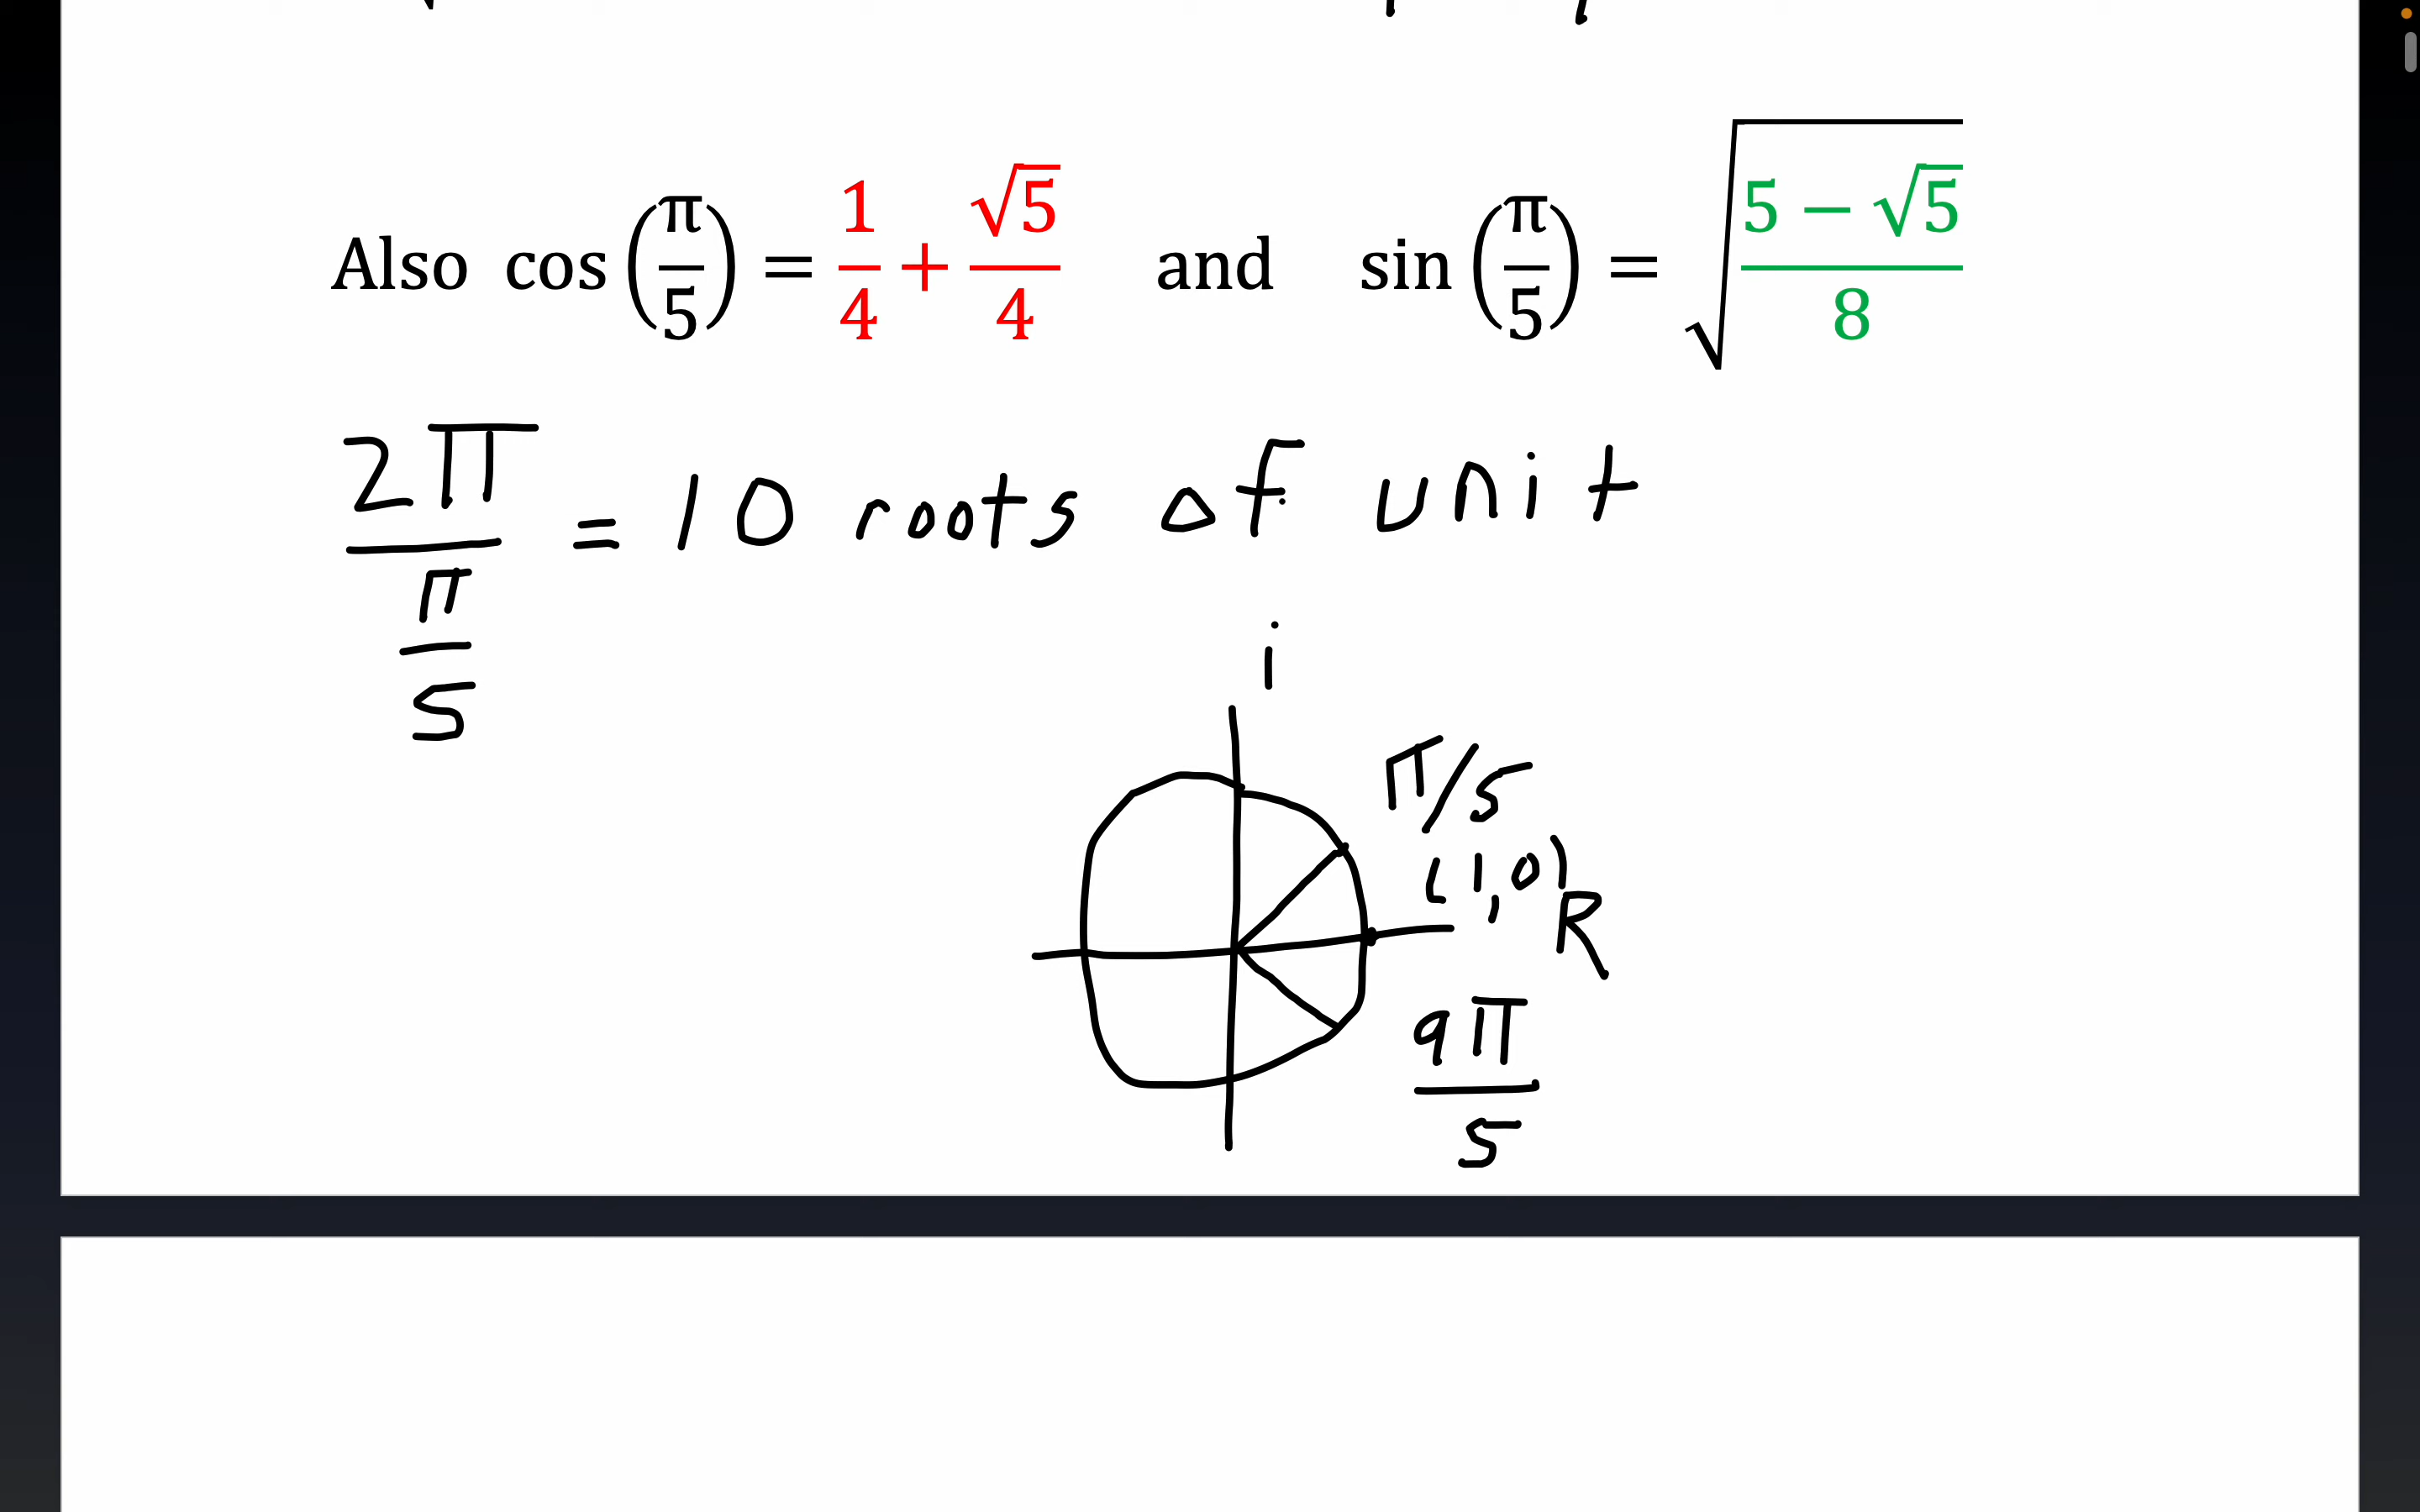 Also cos(π/5) = 1/4 + √5/4 and sin(π/5) = √((5 − √5)/8)
2π/(π/5) = 10 roots of unit
i
π/5
(1,0)
R
9π/5